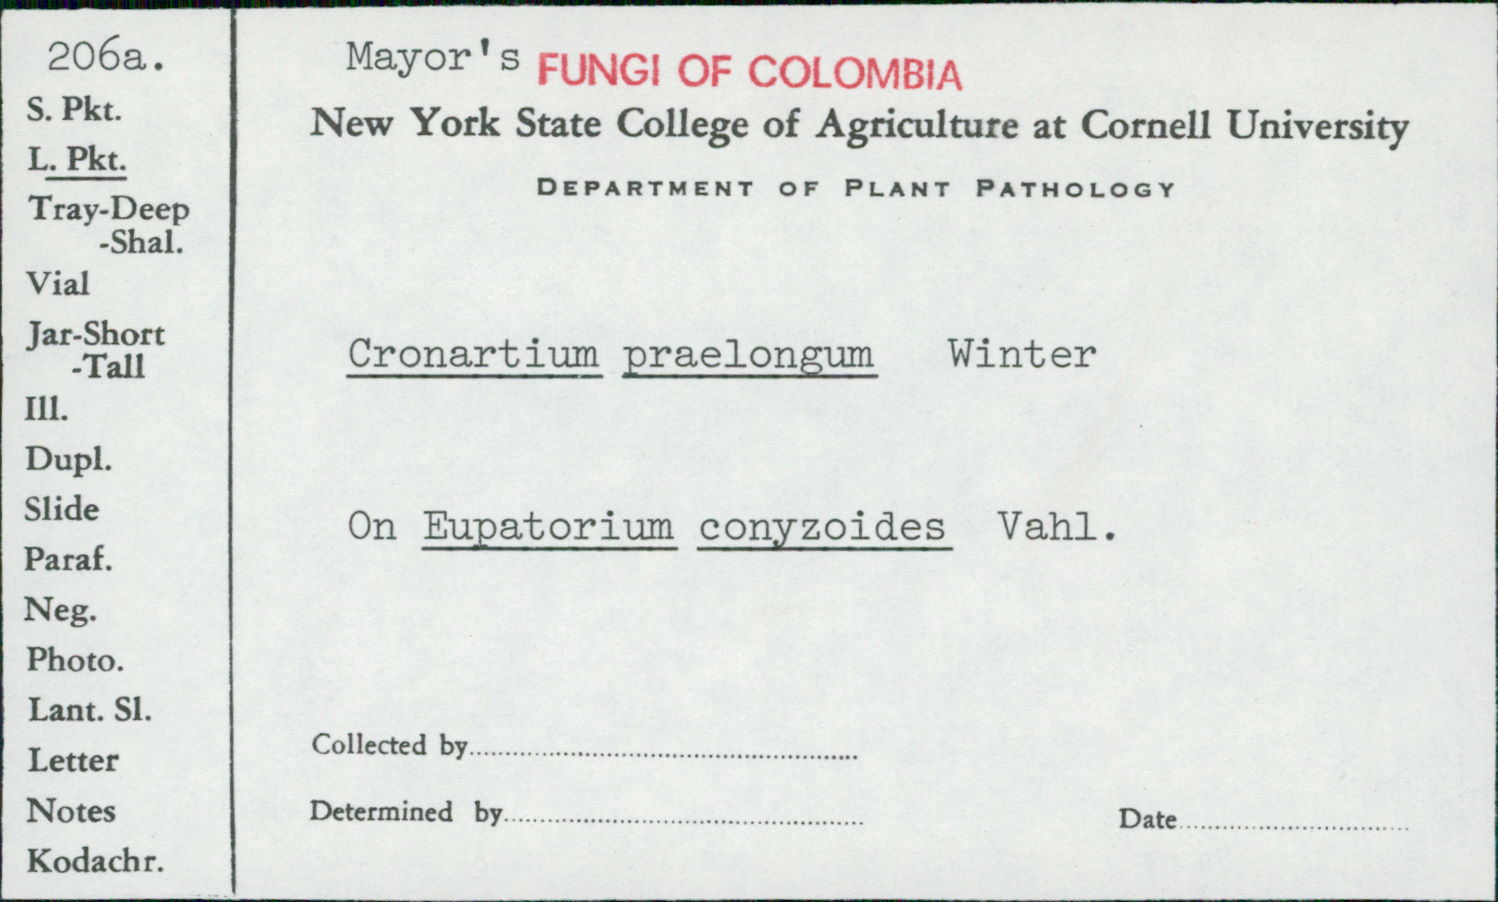 206a.
S. Pkt.
L. Pkt.
Tray-Deep
-Shal.
Vial
Jar-Short
-Tall
Ill.
Dupl.
Slide
Paraf.
Neg.
Photo.
Lant. Sl.
Letter
Notes
Kodachr.
Mayor's FUNGI OF COLOMBIA
New York State College of Agriculture at Cornell University
DEPARTMENT OF PLANT PATHOLOGY
Cronartium praelongum Winter
On Eupatorium conyzoides Vahl.
Collected by
Determined by
Date